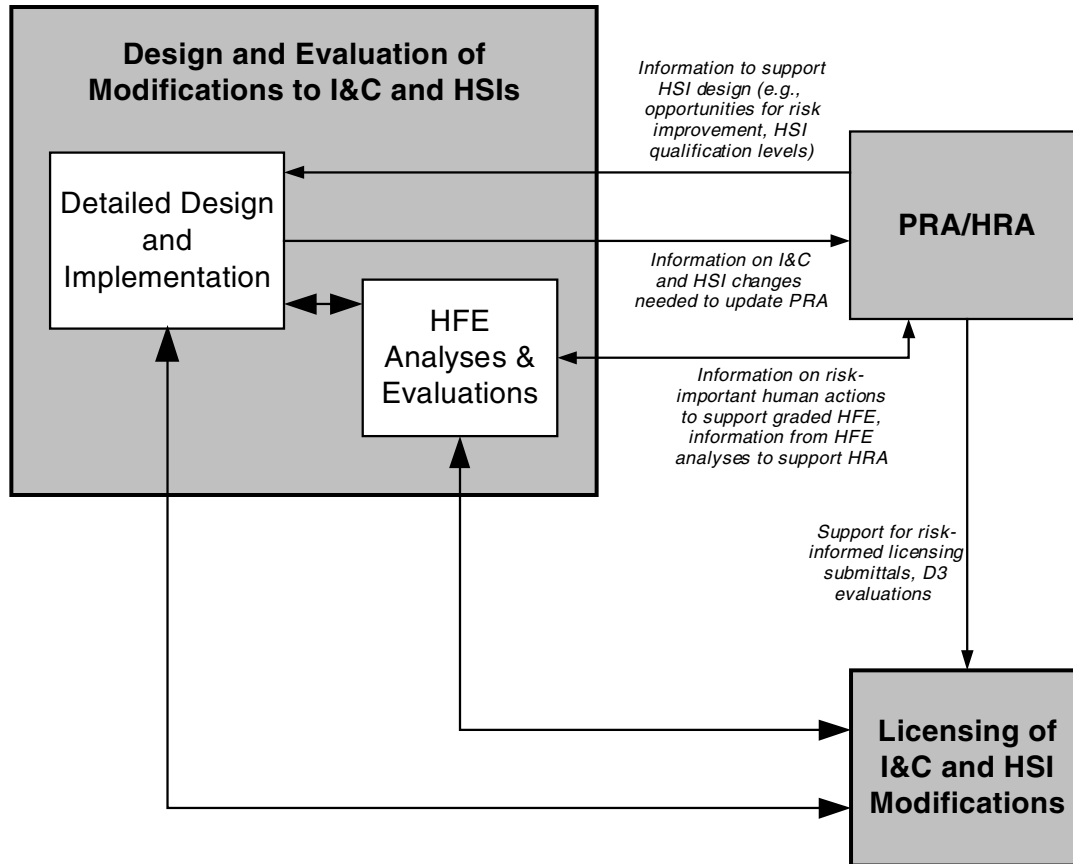 Design and Evaluation of
Modifications to I&C and HSIs
Information to support
HSI design (e.g.,
opportunities for risk
improvement, HSI
qualification levels)
Detailed Design
and
Implementation
PRA/HRA
Information on I&C
and HSI changes
needed to update PRA
HFE
Analyses &
Evaluations
Information on risk-
important human actions
to support graded HFE,
information from HFE
analyses to support HRA
Support for risk-
informed licensing
submittals, D3
evaluations
Licensing of
I&C and HSI
Modifications